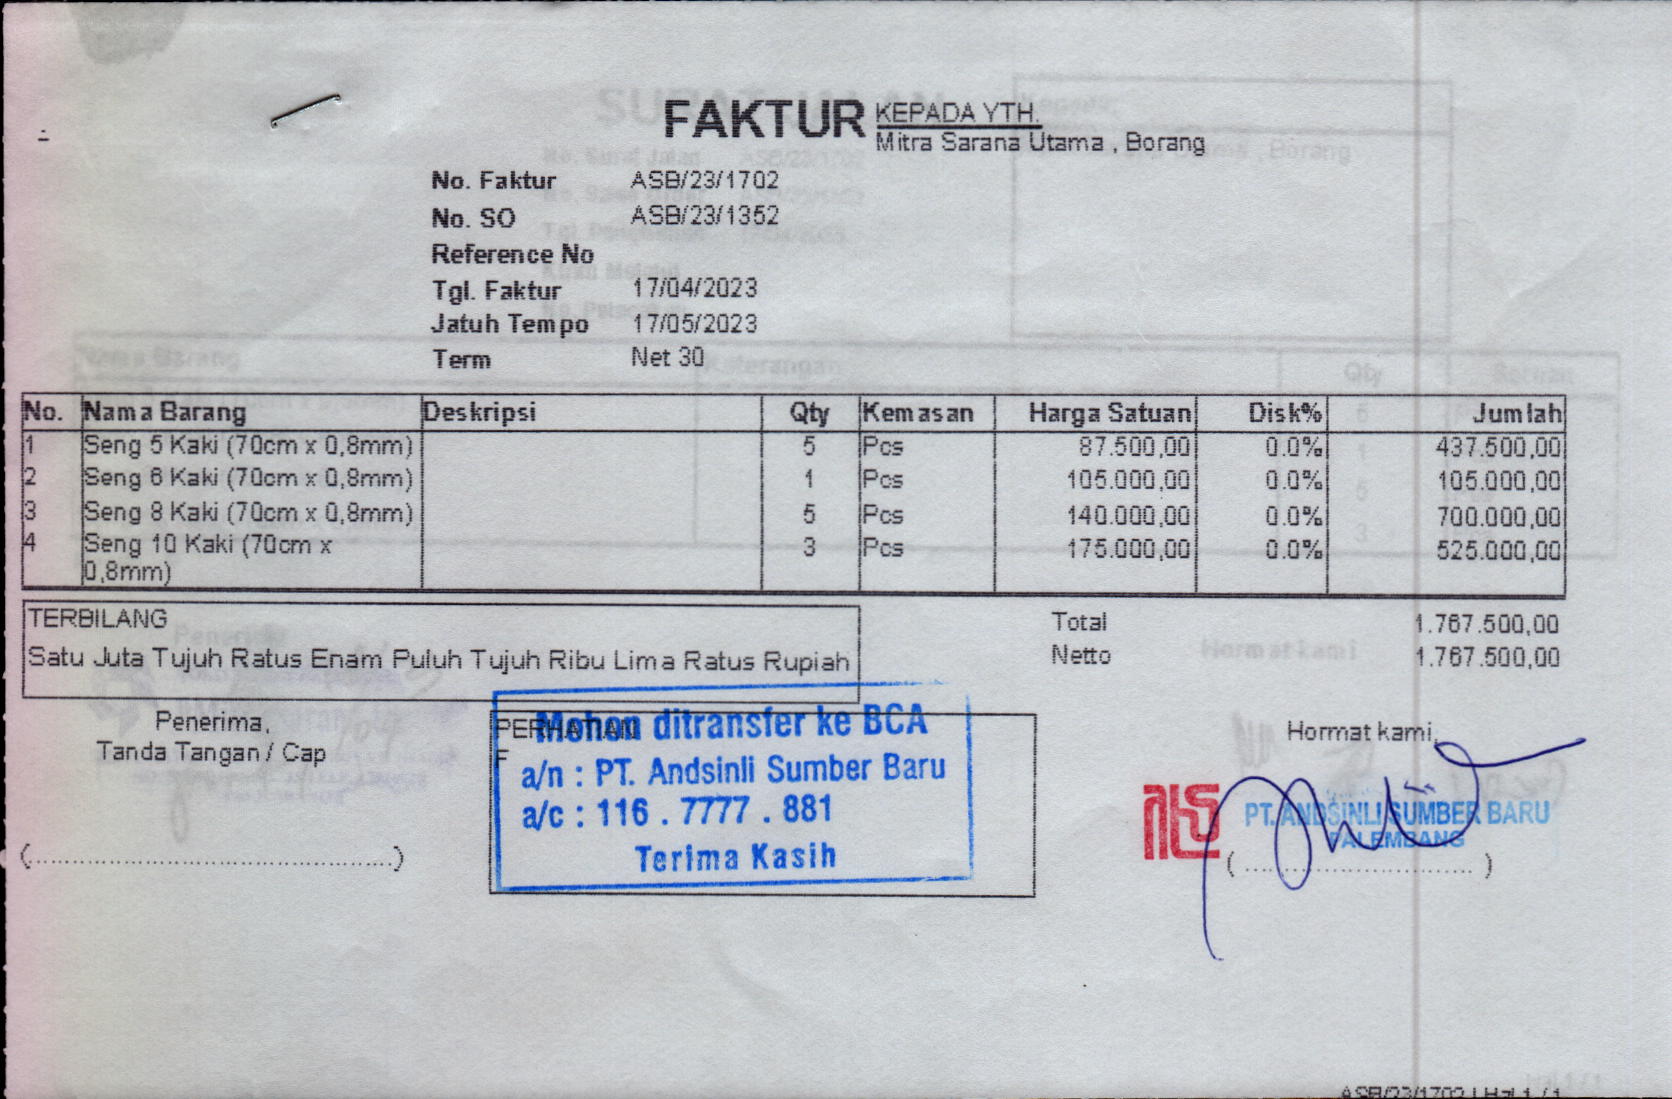 FAKTUR
KEPADA YTH.
Mitra Sarana Utama , Borang
No. Faktur ASB/23/1702
No. SO ASB/23/1352
Reference No
Tgl. Faktur 17/04/2023
Jatuh Tempo 17/05/2023
Term Net 30
No. Nama Barang Deskripsi Qty Kemasan Harga Satuan Disk% Jumlah
1 Seng 5 Kaki (70cm x 0,8mm) 5 Pcs 87.500,00 0.0% 437.500,00
2 Seng 6 Kaki (70cm x 0,8mm) 1 Pcs 105.000,00 0.0% 105.000,00
3 Seng 8 Kaki (70cm x 0,8mm) 5 Pcs 140.000,00 0.0% 700.000,00
4 Seng 10 Kaki (70cm x 3 Pcs 175.000,00 0.0% 525.000,00
0,8mm)
TERBILANG
Satu Juta Tujuh Ratus Enam Puluh Tujuh Ribu Lima Ratus Rupiah
Total 1.767.500,00
Netto 1.767.500,00
Penerima,
Tanda Tangan / Cap
(..........................................)
PERHATIAN
F
Mohon ditransfer ke BCA
a/n : PT. Andsinli Sumber Baru
a/c : 116 . 7777 . 881
Terima Kasih
Hormat kami,
PT. ANDSINLI SUMBER BARU
PALEMBANG
(..............................)
ASB/23/1702 | Hal 1 / 1